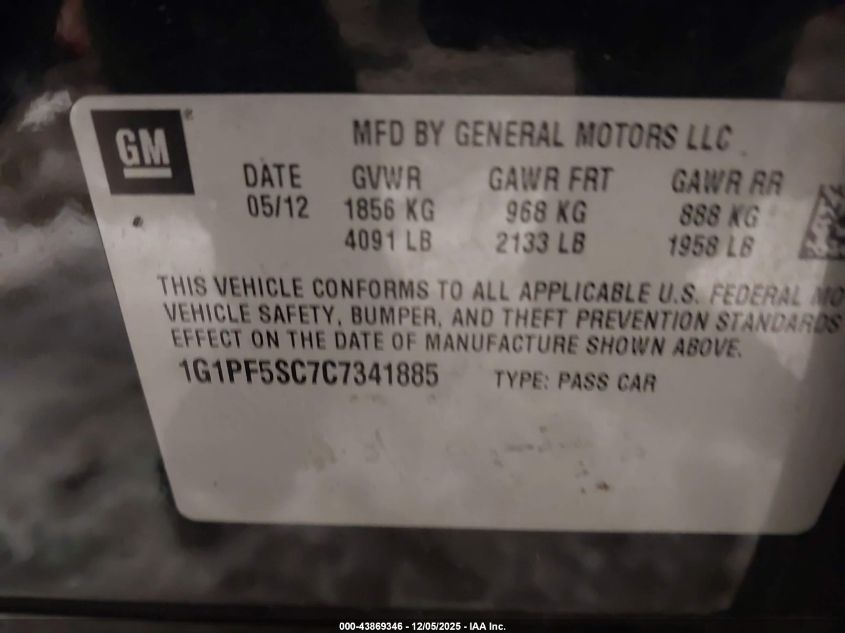 GM
MFD BY GENERAL MOTORS LLC
DATE GVWR GAWR FRT GAWR RR
05/12 1856 KG 968 KG 888 KG
4091 LB 2133 LB 1958 LB
THIS VEHICLE CONFORMS TO ALL APPLICABLE U.S. FEDERAL MO
VEHICLE SAFETY, BUMPER, AND THEFT PREVENTION STANDARDS
EFFECT ON THE DATE OF MANUFACTURE SHOWN ABOVE.
1G1PF5SC7C7341885 TYPE: PASS CAR
000-43869346 - 12/05/2025 - IAA Inc.